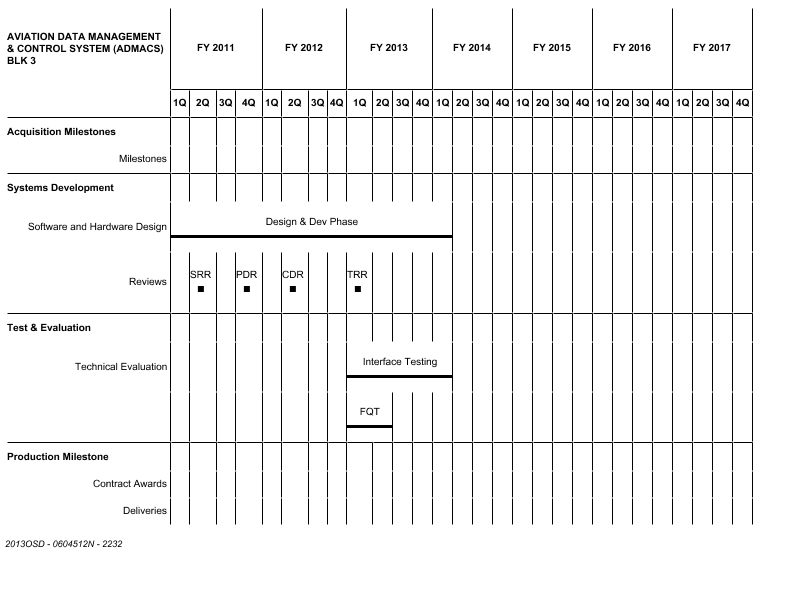 AVIATION DATA MANAGEMENT
& CONTROL SYSTEM (ADMACS)
BLK 3
FY 2011 FY 2012 FY 2013 FY 2014 FY 2015 FY 2016 FY 2017
1Q 2Q 3Q 4Q 1Q 2Q 3Q 4Q 1Q 2Q 3Q 4Q 1Q 2Q 3Q 4Q 1Q 2Q 3Q 4Q 1Q 2Q 3Q 4Q 1Q 2Q 3Q 4Q
Acquisition Milestones
Milestones
Systems Development
Design & Dev Phase
Software and Hardware Design
SRR PDR CDR TRR
Reviews
Test & Evaluation
Interface Testing
Technical Evaluation
FQT
Production Milestone
Contract Awards
Deliveries
2013OSD - 0604512N - 2232